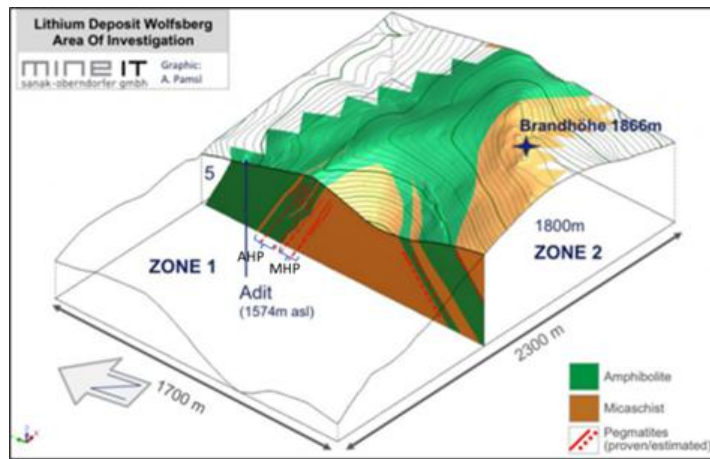 Lithium Deposit Wolfsberg
Area Of Investigation
mine IT
sanak-oberndorfer gmbh
Graphic:
A. Pamsl
Brandhöhe 1866m
5
1800m
ZONE 1
AHP
MHP
ZONE 2
Adit
(1574m asl)
2300 m
1700 m
N
Amphibolite
Micaschist
Pegmatites
(proven/estimated)